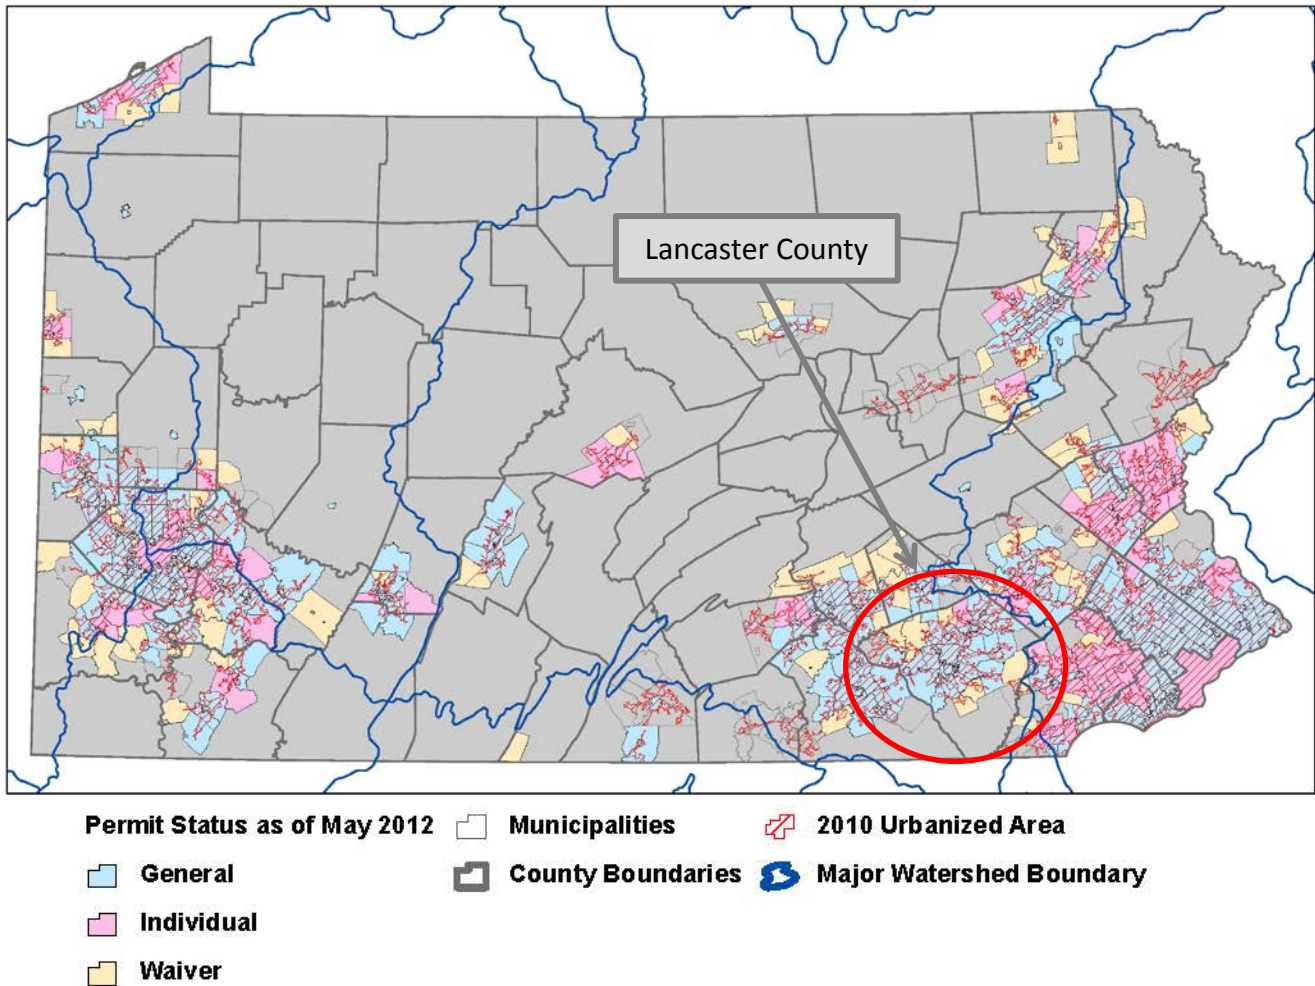 Lancaster County
Permit Status as of May 2012
Municipalities
2010 Urbanized Area
General
County Boundaries
Major Watershed Boundary
Individual
Waiver